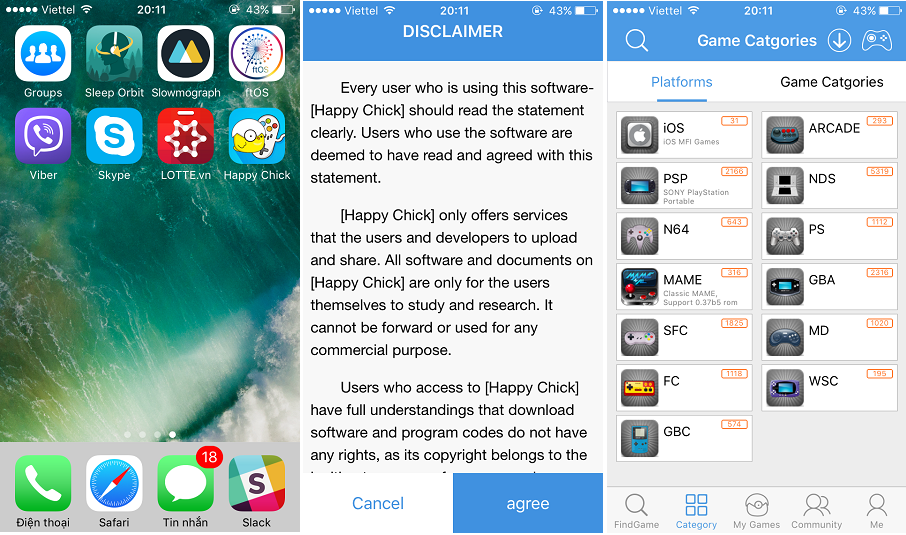 Viettel 20:11 43%
Groups Sleep Orbit Slowmograph ftOS
Viber Skype LOTTE.vn Happy Chick
18
Điện thoại Safari Tin nhắn Slack
Viettel 20:11 43%
DISCLAIMER
Every user who is using this software-
[Happy Chick] should read the statement
clearly. Users who use the software are
deemed to have read and agreed with this
statement.
[Happy Chick] only offers services
that the users and developers to upload
and share. All software and documents on
[Happy Chick] are only for the users
themselves to study and research. It
cannot be forward or used for any
commercial purpose.
Users who access to [Happy Chick]
have full understandings that download
software and program codes do not have
any rights, as its copyright belongs to the
Cancel agree
Viettel 20:11 43%
Game Catgories
Platforms Game Catgories
iOS 31
iOS MFI Games
ARCADE 293
PSP 2166
SONY PlayStation
Portable
NDS 5319
N64 643
PS 1112
MAME 316
Classic MAME,
Support 0.37b5 rom
GBA 2316
SFC 1825
MD 1020
FC 1118
WSC 195
GBC 574
FindGame Category My Games Community Me